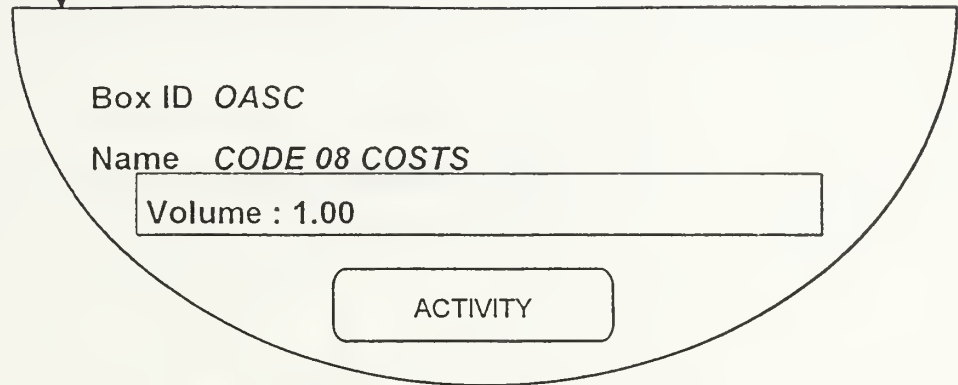 Box ID OASC
Name CODE 08 COSTS
Volume : 1.00
ACTIVITY